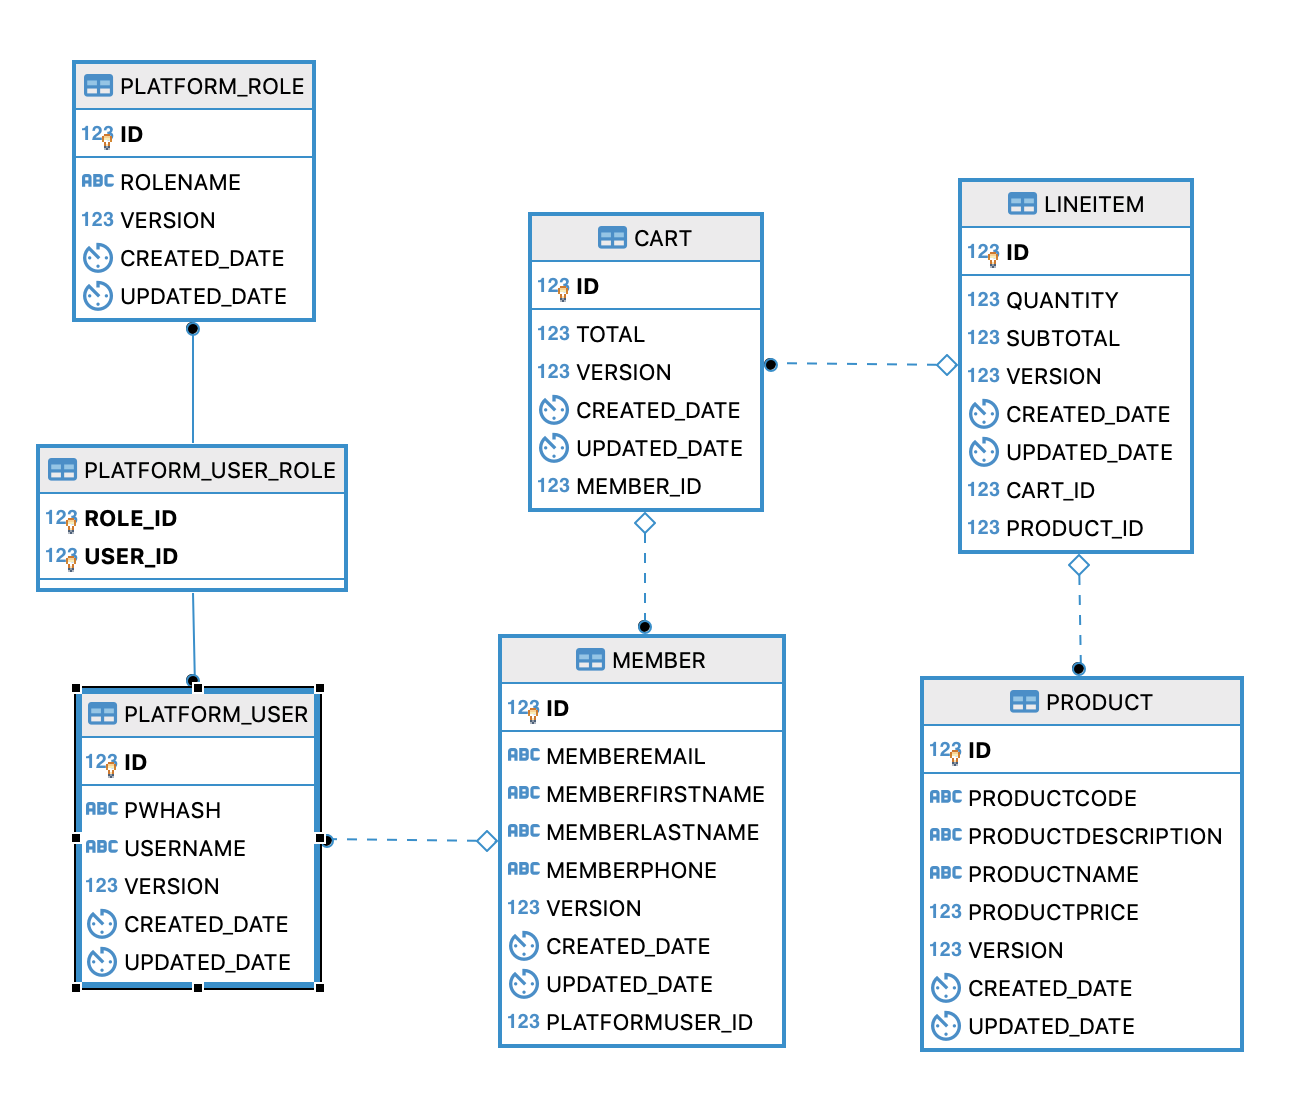 PLATFORM_ROLE
123 ID
ABC ROLENAME
123 VERSION
CREATED_DATE
UPDATED_DATE
PLATFORM_USER_ROLE
123 ROLE_ID
123 USER_ID
PLATFORM_USER
123 ID
ABC PWHASH
ABC USERNAME
123 VERSION
CREATED_DATE
UPDATED_DATE
CART
123 ID
123 TOTAL
123 VERSION
CREATED_DATE
UPDATED_DATE
123 MEMBER_ID
MEMBER
123 ID
ABC MEMBEREMAIL
ABC MEMBERFIRSTNAME
ABC MEMBERLASTNAME
ABC MEMBERPHONE
123 VERSION
CREATED_DATE
UPDATED_DATE
123 PLATFORMUSER_ID
LINEITEM
123 ID
123 QUANTITY
123 SUBTOTAL
123 VERSION
CREATED_DATE
UPDATED_DATE
123 CART_ID
123 PRODUCT_ID
PRODUCT
123 ID
ABC PRODUCTCODE
ABC PRODUCTDESCRIPTION
ABC PRODUCTNAME
123 PRODUCTPRICE
123 VERSION
CREATED_DATE
UPDATED_DATE